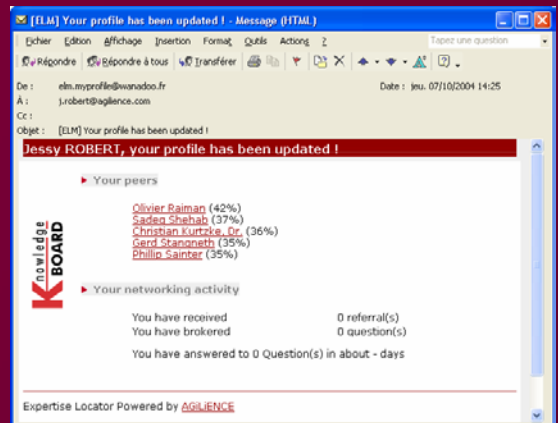 [ELM] Your profile has been updated ! - Message (HTML)
Fichier Edition Affichage Insertion Format Outils Actions ?
Tapez une question
Répondre Répondre à tous Transférer
De : elm.myprofile@wanadoo.fr Date : jeu. 07/10/2004 14:25
À : j.robert@agilience.com
Cc :
Objet : [ELM] Your profile has been updated !
Jessy ROBERT, your profile has been updated !
Your peers
Olivier Raiman (42%)
Sadeq Shehab (37%)
Christian Kurtzke, Dr. (36%)
Gerd Stangneth (35%)
Phillip Sainter (35%)
Knowledge
BOARD
Your networking activity
You have received 0 referral(s)
You have brokered 0 question(s)
You have answered to 0 Question(s) in about - days
Expertise Locator Powered by AGiLiENCE